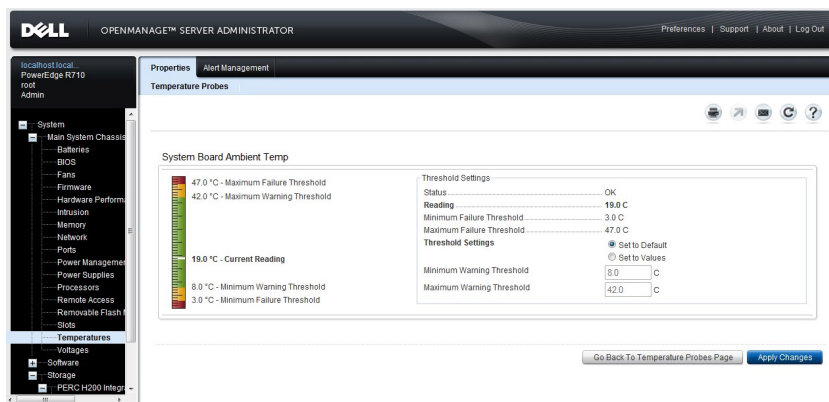 DELL OPENMANAGE™ SERVER ADMINISTRATOR
Preferences | Support | About | Log Out
localhost.local...
PowerEdge R710
root
Admin
Properties Alert Management
Temperature Probes
System
Main System Chassis
Batteries
BIOS
Fans
Firmware
Hardware Performa
Intrusion
Memory
Network
Ports
Power Managemen
Power Supplies
Processors
Remote Access
Removable Flash M
Slots
Temperatures
Voltages
Software
Storage
PERC H200 Integra
System Board Ambient Temp
47.0 °C - Maximum Failure Threshold
42.0 °C - Maximum Warning Threshold
19.0 °C - Current Reading
8.0 °C - Minimum Warning Threshold
3.0 °C - Minimum Failure Threshold
Threshold Settings
Status OK
Reading 19.0 C
Minimum Failure Threshold 3.0 C
Maximum Failure Threshold 47.0 C
Threshold Settings Set to Default
Set to Values
Minimum Warning Threshold 8.0 C
Maximum Warning Threshold 42.0 C
Go Back To Temperature Probes Page Apply Changes